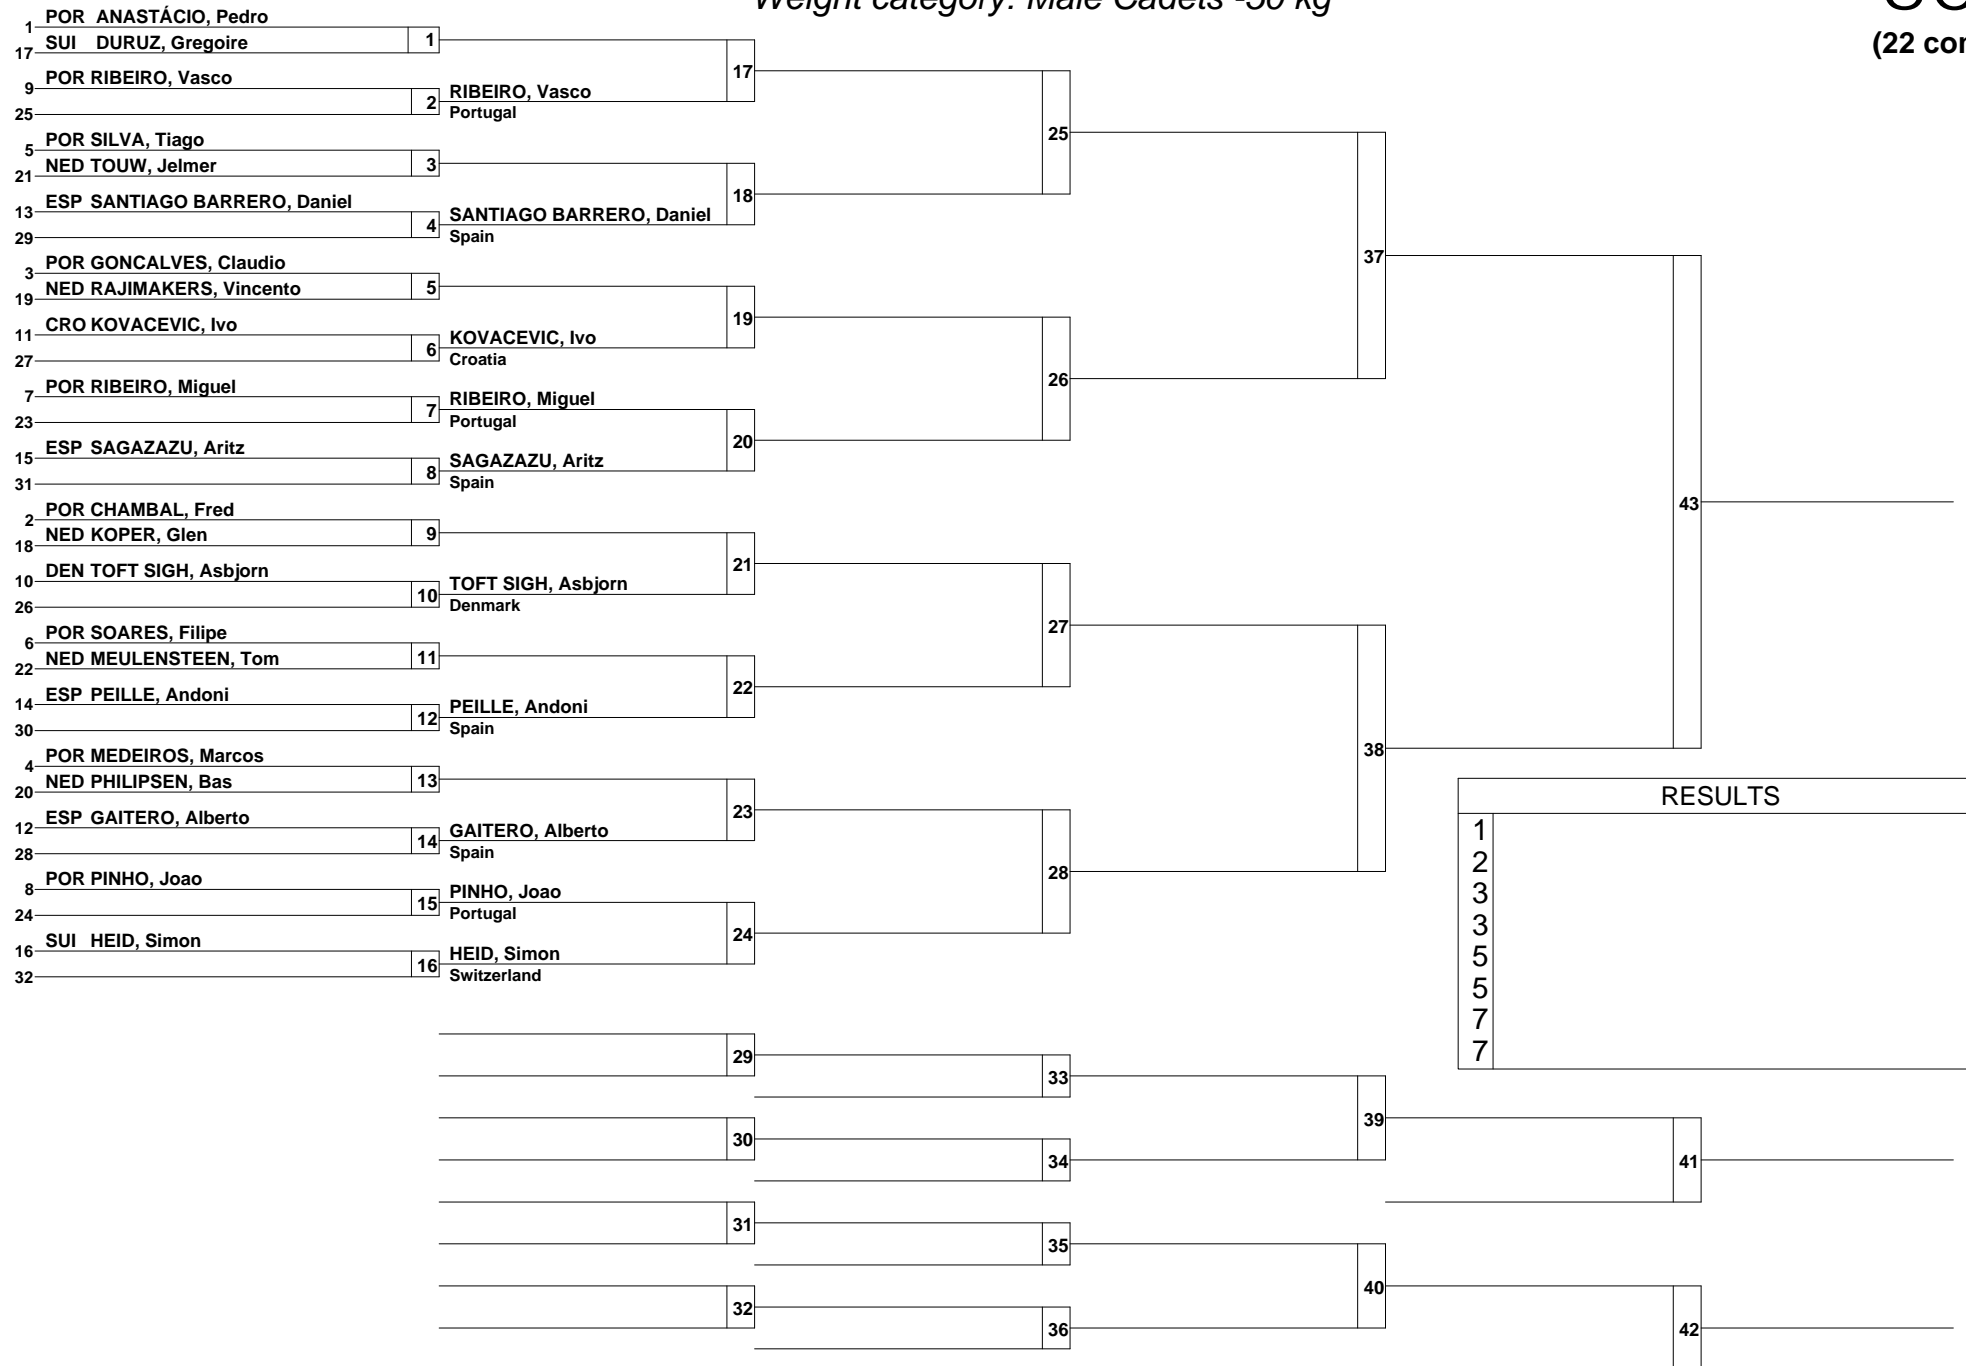 Weight category: Male Cadets -50 kg
(22
1 POR ANASTÁCIO, Pedro
17 SUI DURUZ, Gregoire
1
9 POR RIBEIRO, Vasco
25
2
RIBEIRO, Vasco
Portugal
17
5 POR SILVA, Tiago
21 NED TOUW, Jelmer
3
13 ESP SANTIAGO BARRERO, Daniel
29
4
SANTIAGO BARRERO, Daniel
Spain
18
25
3 POR GONCALVES, Claudio
19 NED RAJIMAKERS, Vincento
5
11 CRO KOVACEVIC, Ivo
27
6
KOVACEVIC, Ivo
Croatia
19
7 POR RIBEIRO, Miguel
23
7
RIBEIRO, Miguel
Portugal
15 ESP SAGAZAZU, Aritz
31
8
SAGAZAZU, Aritz
Spain
20
26
37
2 POR CHAMBAL, Fred
18 NED KOPER, Glen
9
10 DEN TOFT SIGH, Asbjorn
26
10
TOFT SIGH, Asbjorn
Denmark
21
6 POR SOARES, Filipe
22 NED MEULENSTEEN, Tom
11
14 ESP PEILLE, Andoni
30
12
PEILLE, Andoni
Spain
22
27
4 POR MEDEIROS, Marcos
20 NED PHILIPSEN, Bas
13
12 ESP GAITERO, Alberto
28
14
GAITERO, Alberto
Spain
23
8 POR PINHO, Joao
24
15
PINHO, Joao
Portugal
16 SUI HEID, Simon
32
16
HEID, Simon
Switzerland
24
28
38
43
RESULTS
1
2
3
3
5
5
7
7
29
33
30
34
39
41
31
35
32
36
40
42